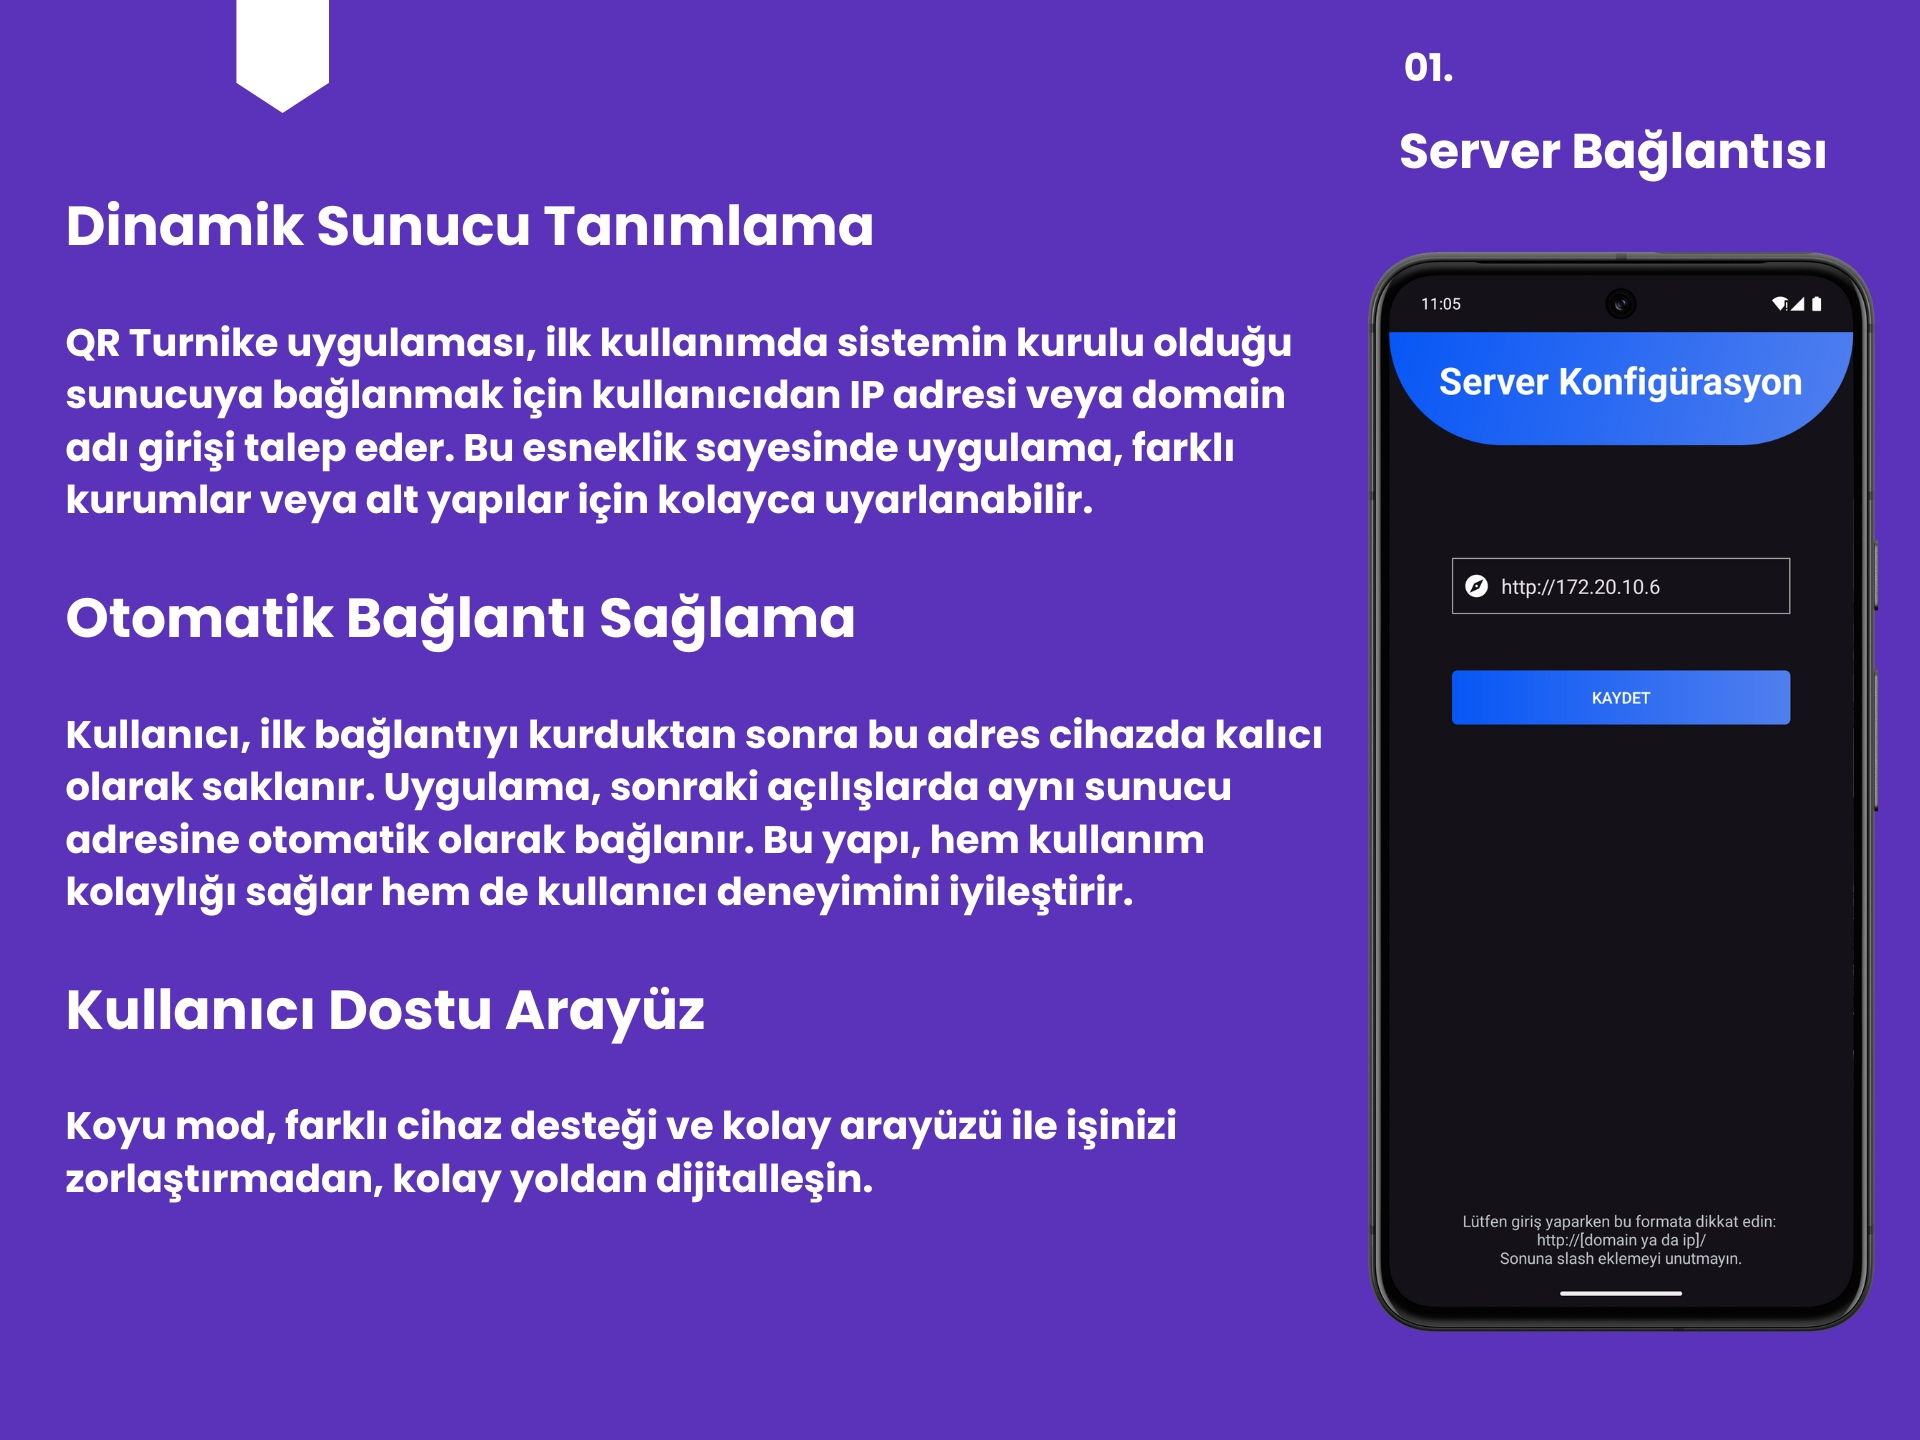 01.
Server Bağlantısı
Dinamik Sunucu Tanımlama
QR Turnike uygulaması, ilk kullanımda sistemin kurulu olduğu
sunucuya bağlanmak için kullanıcıdan IP adresi veya domain
adı girişi talep eder. Bu esneklik sayesinde uygulama, farklı
kurumlar veya alt yapılar için kolayca uyarlanabilir.
Otomatik Bağlantı Sağlama
Kullanıcı, ilk bağlantıyı kurduktan sonra bu adres cihazda kalıcı
olarak saklanır. Uygulama, sonraki açılışlarda aynı sunucu
adresine otomatik olarak bağlanır. Bu yapı, hem kullanım
kolaylığı sağlar hem de kullanıcı deneyimini iyileştirir.
Kullanıcı Dostu Arayüz
Koyu mod, farklı cihaz desteği ve kolay arayüzü ile işinizi
zorlaştırmadan, kolay yoldan dijitalleşin.
11:05
Server Konfigürasyon
http://172.20.10.6
KAYDET
Lütfen giriş yaparken bu formata dikkat edin:
http://[domain ya da ip]/
Sonuna slash eklemeyi unutmayın.